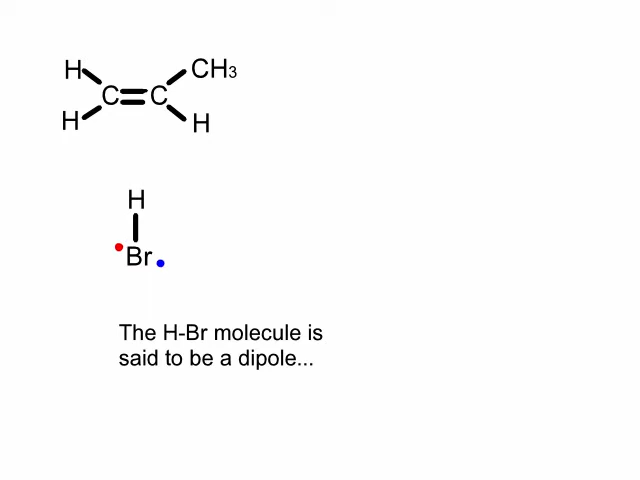 H CH3
C C
H H
H
Br
The H-Br molecule is
said to be a dipole...